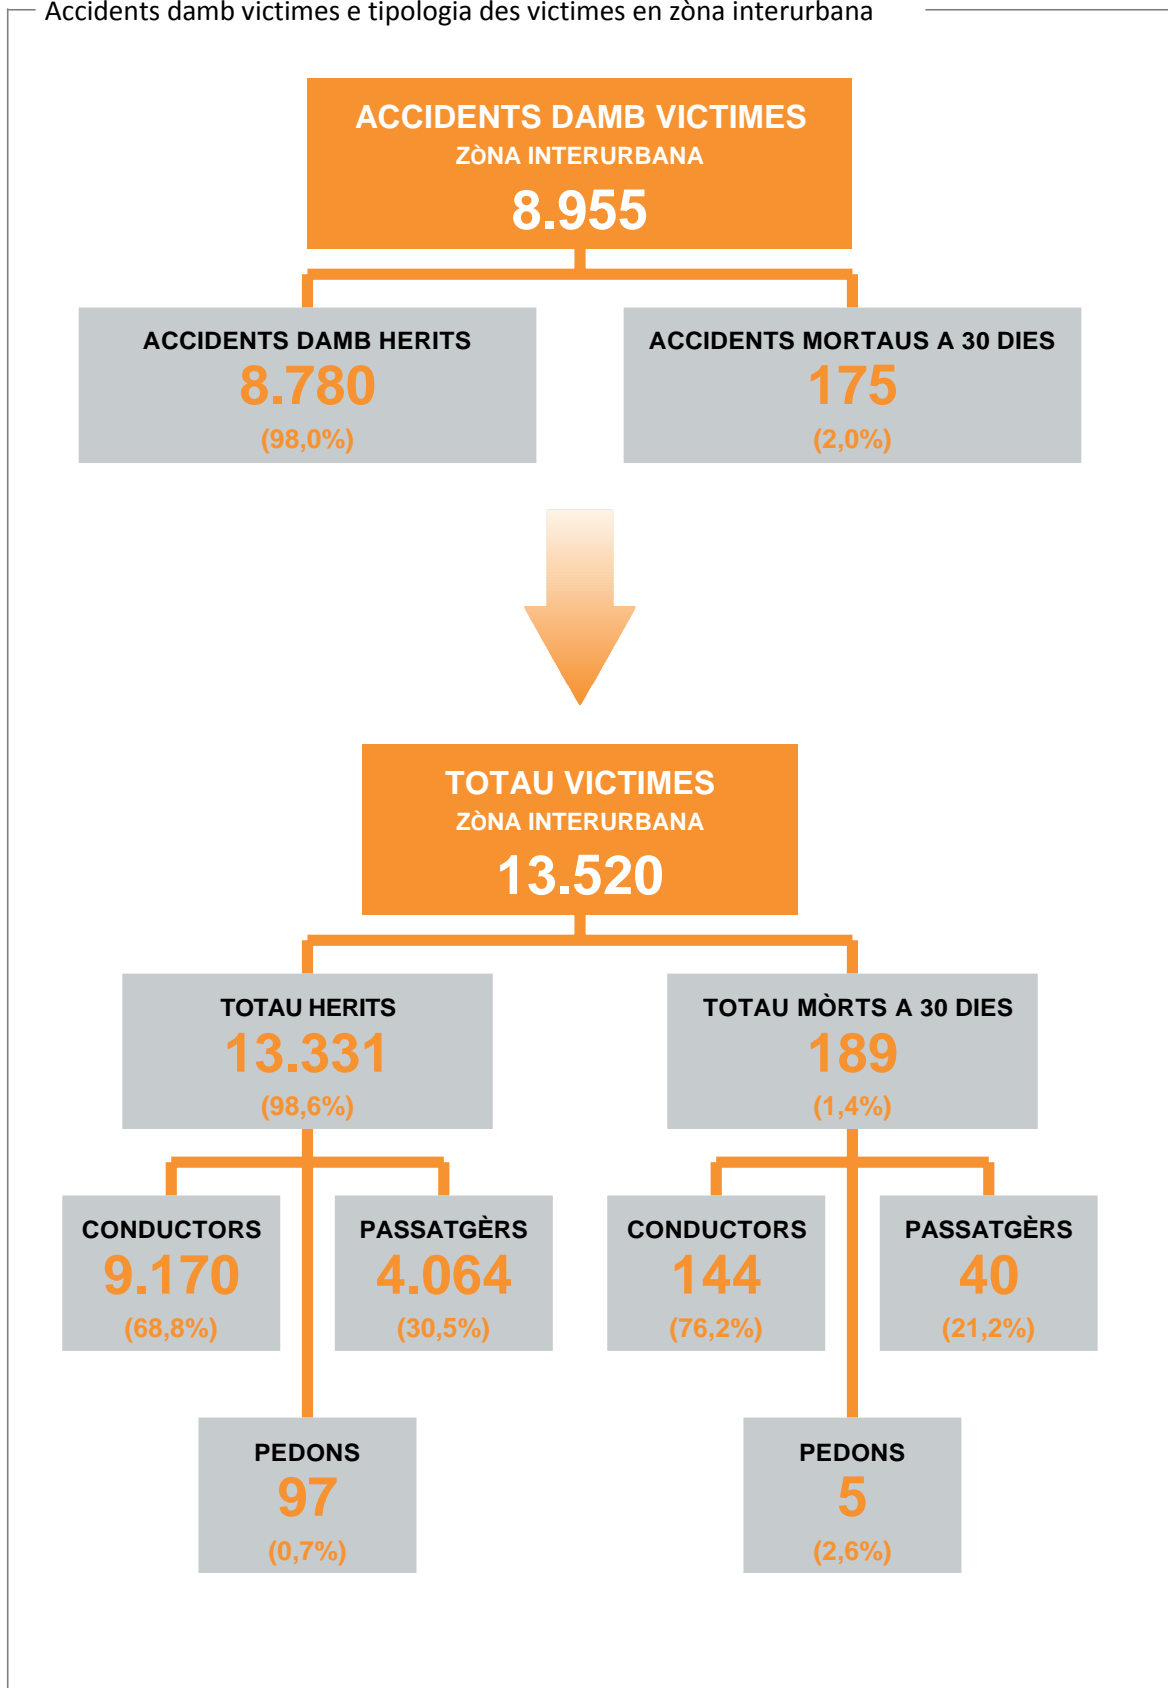 Accidents damb victimes e tipologia des victimes en zòna interurbana
ACCIDENTS DAMB VICTIMES
ZÒNA INTERURBANA
8.955
ACCIDENTS DAMB HERITS
8.780
(98,0%)
ACCIDENTS MORTAUS A 30 DIES
175
(2,0%)
TOTAU VICTIMES
ZÒNA INTERURBANA
13.520
TOTAU HERITS
13.331
(98,6%)
TOTAU MÒRTS A 30 DIES
189
(1,4%)
CONDUCTORS
9.170
(68,8%)
PASSATGÈRS
4.064
(30,5%)
CONDUCTORS
144
(76,2%)
PASSATGÈRS
40
(21,2%)
PEDONS
97
(0,7%)
PEDONS
5
(2,6%)